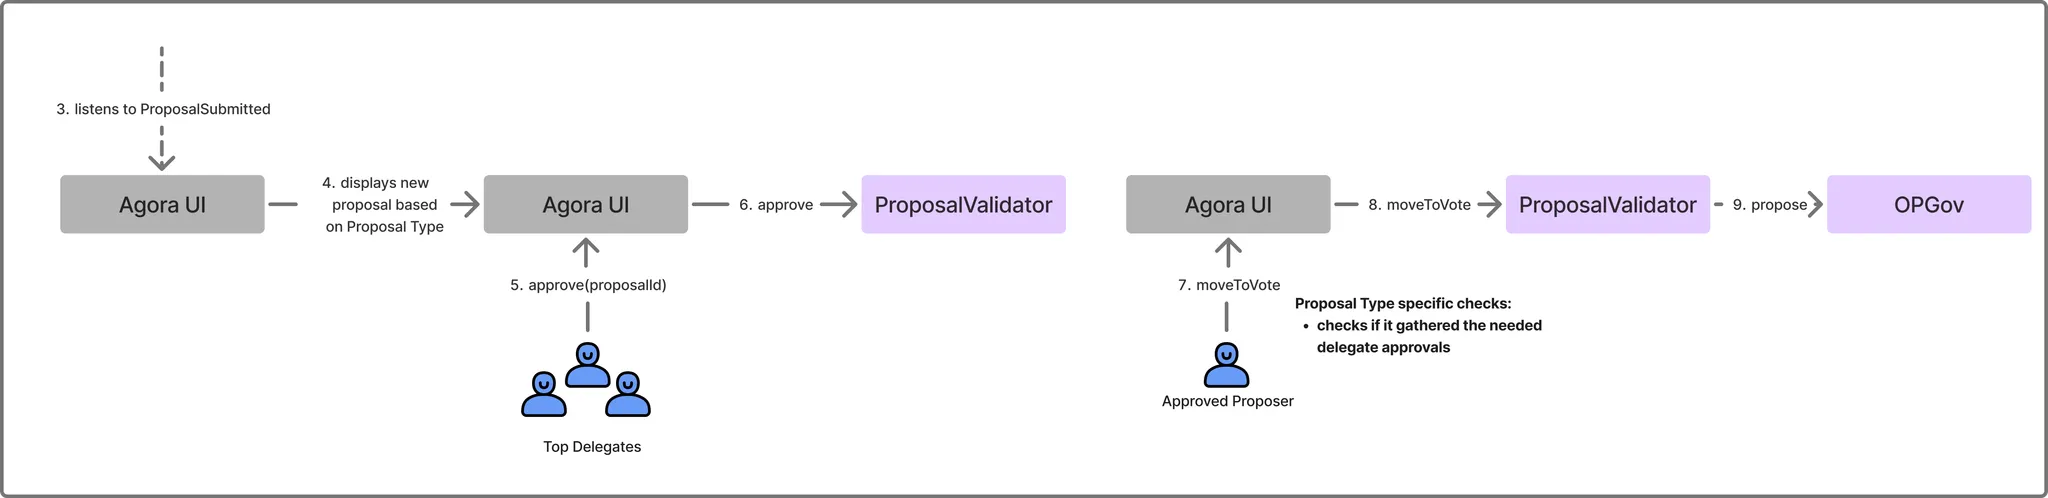 3. listens to ProposalSubmitted
Agora UI
4. displays new
proposal based
on Proposal Type
Agora UI
5. approve(proposalId)
Top Delegates
6. approve
ProposalValidator
Agora UI
7. moveToVote
Approved Proposer
Proposal Type specific checks:
• checks if it gathered the needed
delegate approvals
8. moveToVote
ProposalValidator
9. propose
OPGov